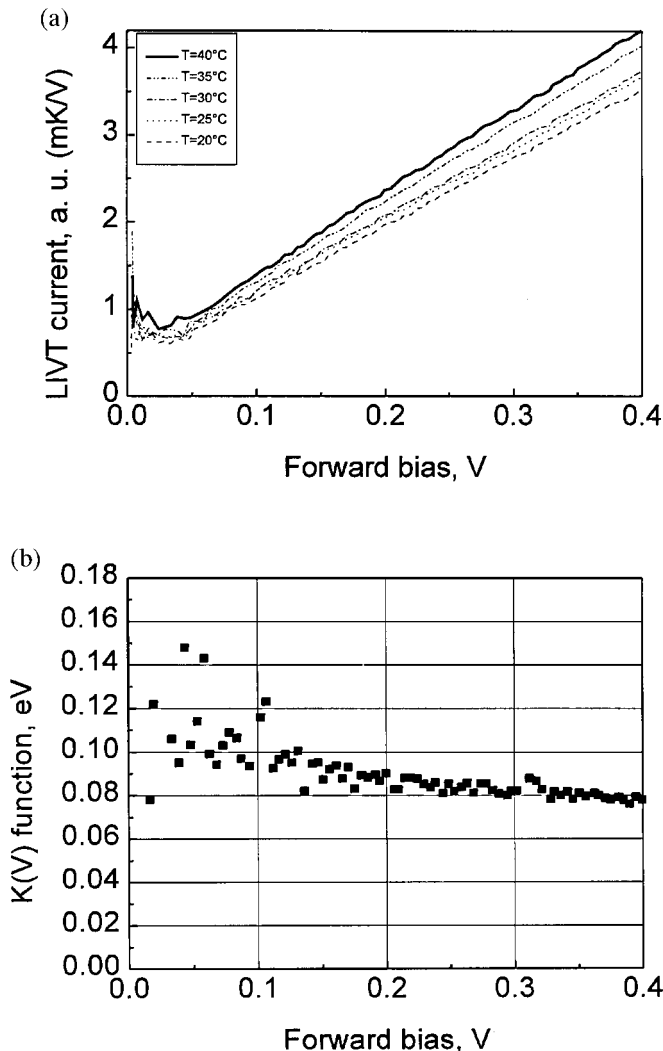 (a)
LIVT current, a. u. (mK/V)
4
3
2
1
0
T=40°C
T=35°C
T=30°C
T=25°C
T=20°C
0.0 0.1 0.2 0.3 0.4
Forward bias, V
(b)
K(V) function, eV
0.18
0.16
0.14
0.12
0.10
0.08
0.06
0.04
0.02
0.00
0.0 0.1 0.2 0.3 0.4
Forward bias, V